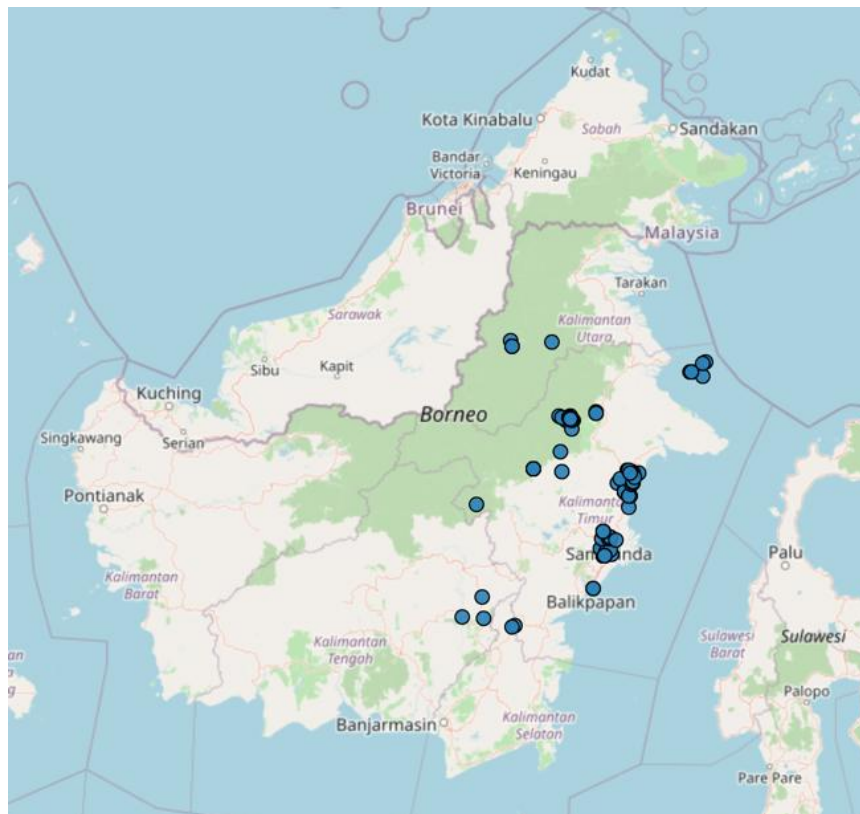 Kudat
Kota Kinabalu
Sabah
Sandakan
Bandar
Victoria
Keningau
Brunei
Malaysia
Tarakan
Sarawak
Kalimantan
Utara
Sibu
Kapit
Kuching
Borneo
Singkawang
Serian
Pontianak
Kalimantan
Timur
Samarinda
Palu
Kalimantan
Barat
Balikpapan
Sulawesi
Barat
Sulawesi
Kalimantan
Tengah
Palopo
Banjarmasin
Kalimantan
Selatan
Pare Pare
an
a
g